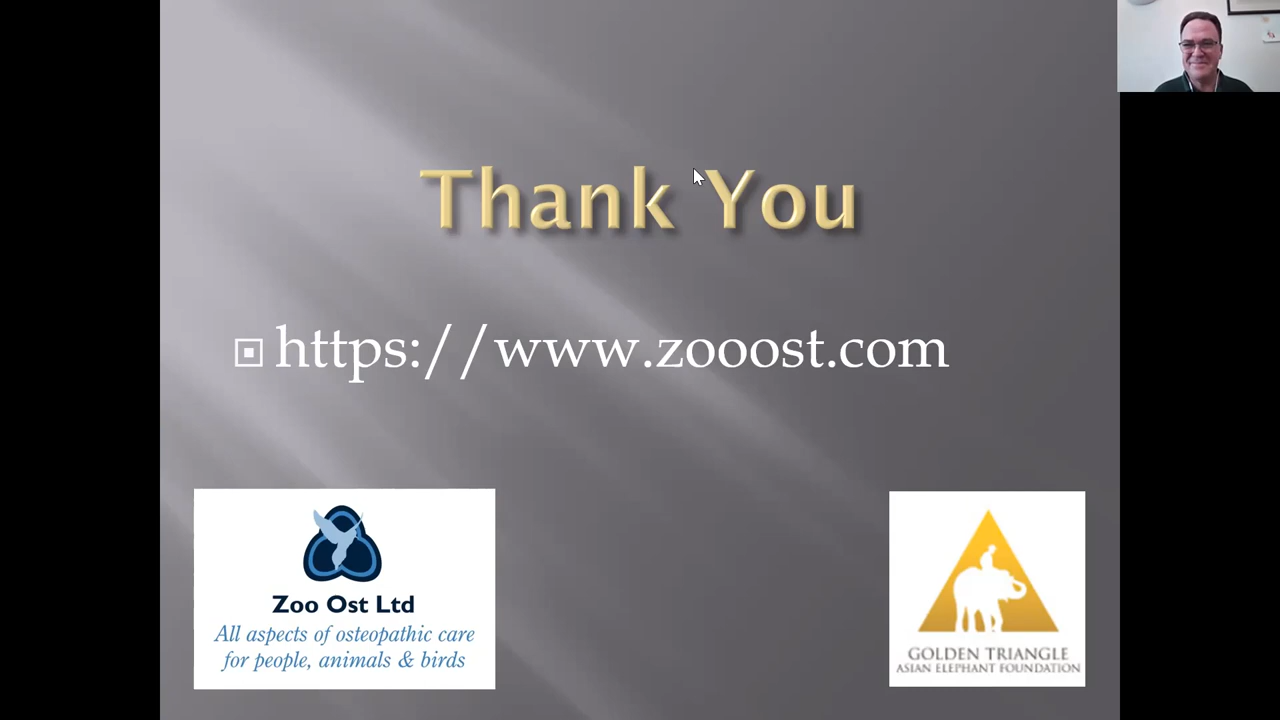 Thank You
https://www.zooost.com
Zoo Ost Ltd
All aspects of osteopathic care
for people, animals & birds
GOLDEN TRIANGLE
ASIAN ELEPHANT FOUNDATION